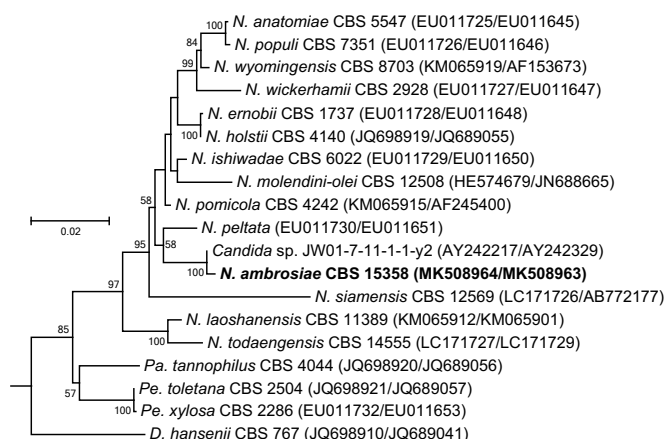 100
N. anatomiae CBS 5547 (EU011725/EU011645)
84
N. populi CBS 7351 (EU011726/EU011646)
99
N. wyomingensis CBS 8703 (KM065919/AF153673)
N. wickerhamii CBS 2928 (EU011727/EU011647)
N. ernobii CBS 1737 (EU011728/EU011648)
100
N. holstii CBS 4140 (JQ698919/JQ689055)
N. ishiwadae CBS 6022 (EU011729/EU011650)
N. molendini-olei CBS 12508 (HE574679/JN688665)
58
N. pomicola CBS 4242 (KM065915/AF245400)
0.02
N. peltata (EU011730/EU011651)
95
58
Candida sp. JW01-7-11-1-1-y2 (AY242217/AY242329)
100
N. ambrosiae CBS 15358 (MK508964/MK508963)
97
N. siamensis CBS 12569 (LC171726/AB772177)
N. laoshanensis CBS 11389 (KM065912/KM065901)
85
100
N. todaengensis CBS 14555 (LC171727/LC171729)
Pa. tannophilus CBS 4044 (JQ698920/JQ689056)
57
Pe. toletana CBS 2504 (JQ698921/JQ689057)
100
Pe. xylosa CBS 2286 (EU011732/EU011653)
D. hansenii CBS 767 (JQ698910/JQ689041)